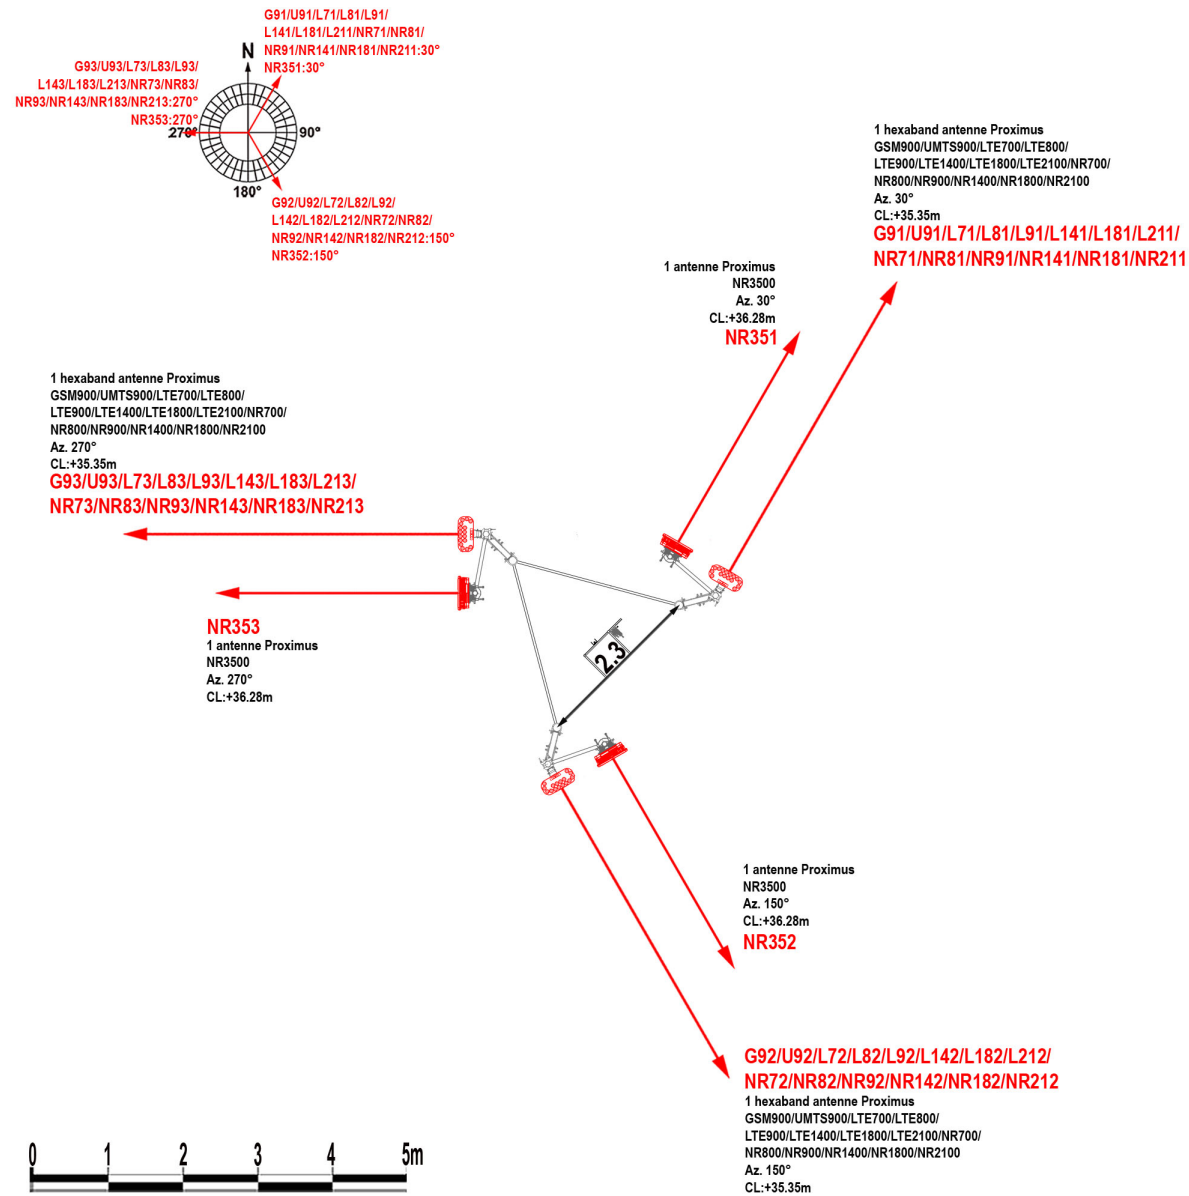 G91/U91/L71/L81/L91/
L141/L181/L211/NR71/NR81/
NR91/NR141/NR181/NR211:30°
NR351:30°
N
G93/U93/L73/L83/L93/
L143/L183/L213/NR73/NR83/
NR93/NR143/NR183/NR213:270°
NR353:270°
270°
90°
180°
G92/U92/L72/L82/L92/
L142/L182/L212/NR72/NR82/
NR92/NR142/NR182/NR212:150°
NR352:150°
1 hexaband antenne Proximus
GSM900/UMTS900/LTE700/LTE800/
LTE900/LTE1400/LTE1800/LTE2100/NR700/
NR800/NR900/NR1400/NR1800/NR2100
Az. 30°
CL:+35.35m
G91/U91/L71/L81/L91/L141/L181/L211/
NR71/NR81/NR91/NR141/NR181/NR211
1 antenne Proximus
NR3500
Az. 30°
CL:+36.28m
NR351
1 hexaband antenne Proximus
GSM900/UMTS900/LTE700/LTE800/
LTE900/LTE1400/LTE1800/LTE2100/NR700/
NR800/NR900/NR1400/NR1800/NR2100
Az. 270°
CL:+35.35m
G93/U93/L73/L83/L93/L143/L183/L213/
NR73/NR83/NR93/NR143/NR183/NR213
NR353
1 antenne Proximus
NR3500
Az. 270°
CL:+36.28m
2.3
1 antenne Proximus
NR3500
Az. 150°
CL:+36.28m
NR352
G92/U92/L72/L82/L92/L142/L182/L212/
NR72/NR82/NR92/NR142/NR182/NR212
1 hexaband antenne Proximus
GSM900/UMTS900/LTE700/LTE800/
LTE900/LTE1400/LTE1800/LTE2100/NR700/
NR800/NR900/NR1400/NR1800/NR2100
Az. 150°
CL:+35.35m
0 1 2 3 4 5m